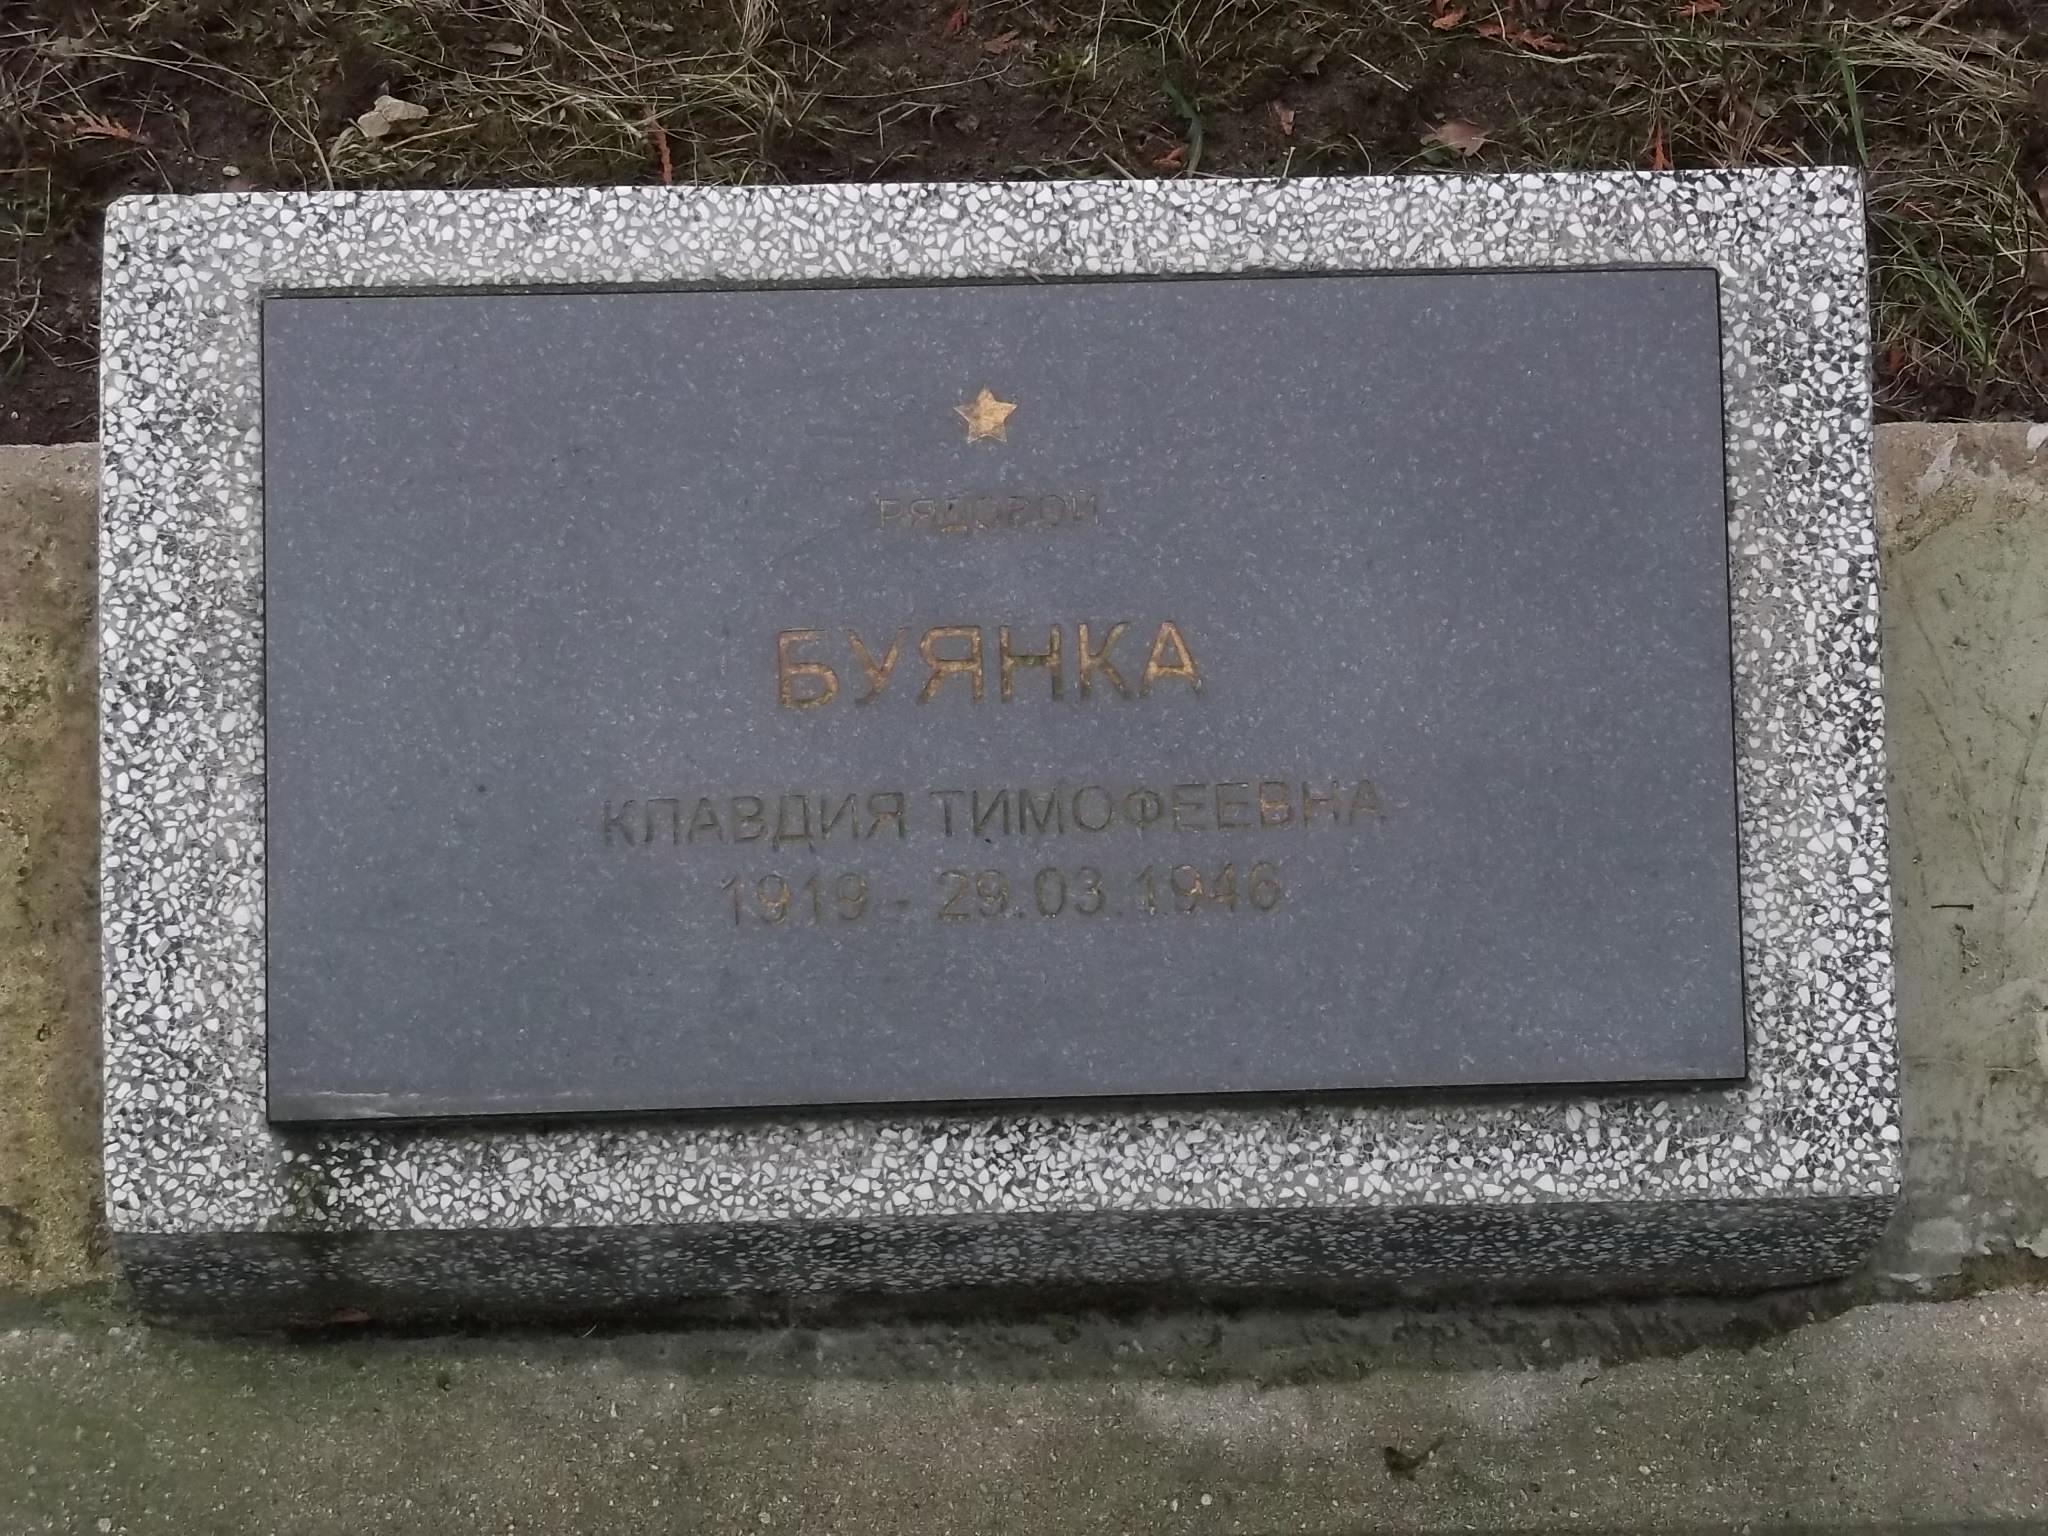 РЯДОВОЙ
БУЯНКА
КЛАВДИЯ ТИМОФЕЕВНА
1919 - 29.03.1946